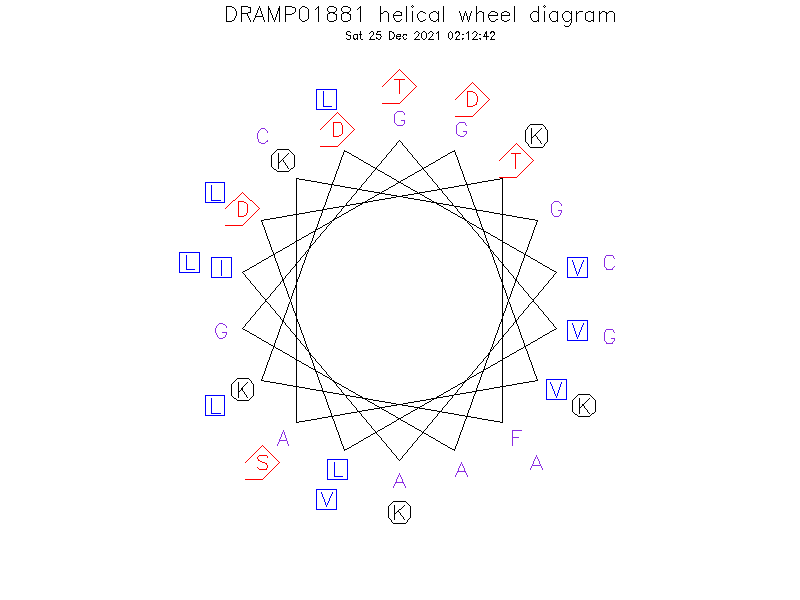 DRAMP01881 helical wheel diagram
Sat 25 Dec 2021 02:12:42
T
L D
G
D G
C K
K T
L D
G
L I
V C
G
V G
L K
V K
A
F
S
L
A
A
A
V
K